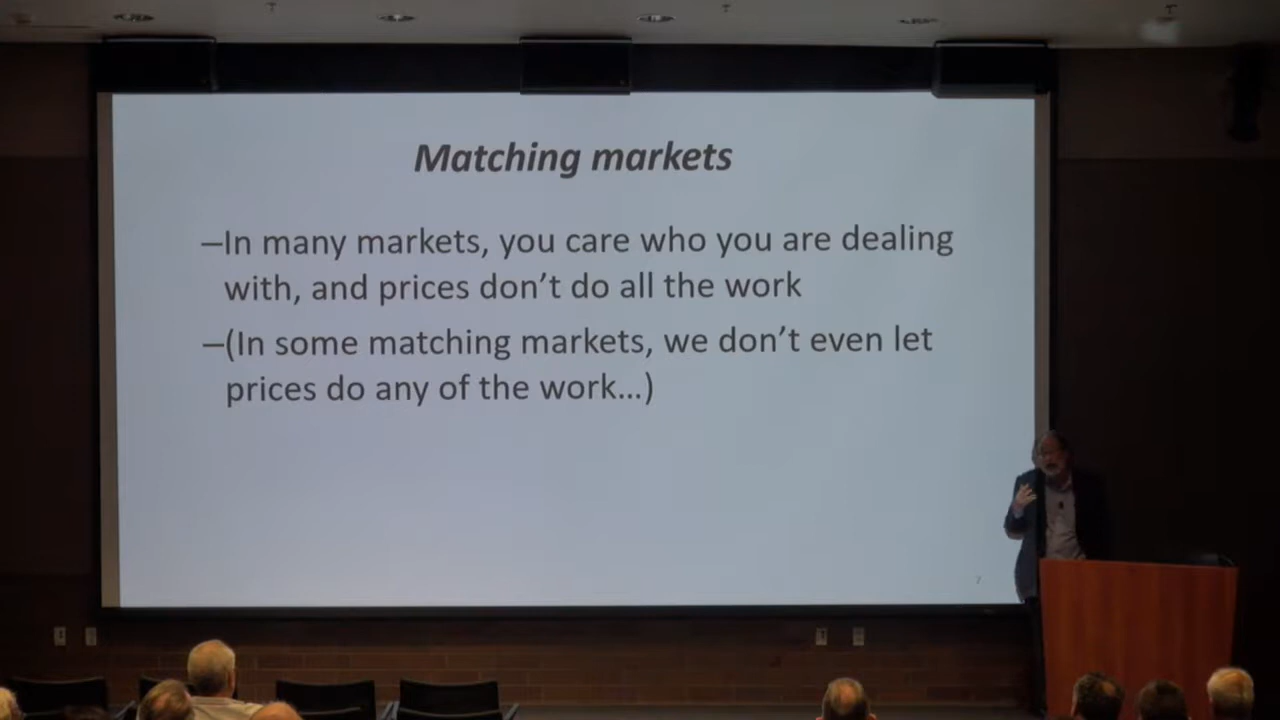 Matching markets
–In many markets, you care who you are dealing
with, and prices don’t do all the work
–(In some matching markets, we don’t even let
prices do any of the work…)
7